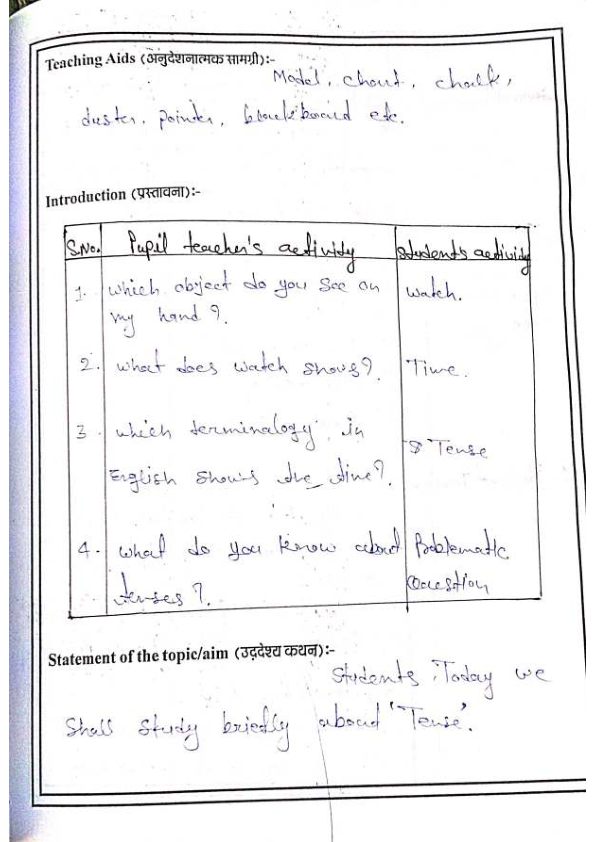 Teaching Aids (अनुदेशनात्मक सामग्री):-
Model, chart, chalk,
duster, pointer, blackboard etc.
Introduction (प्रस्तावना):-
S.No. Pupil teacher's activity Student's activity
1. which object do you see on watch.
my hand?
2. what does watch shows? Time.
3. which terminalogy in Tense
English shows the time?
4. what do you know about Problematic
tenses? Question
Statement of the topic/aim (उद्देश्य कथन):-
Students, Today we
shall study briefly about 'Tense'.